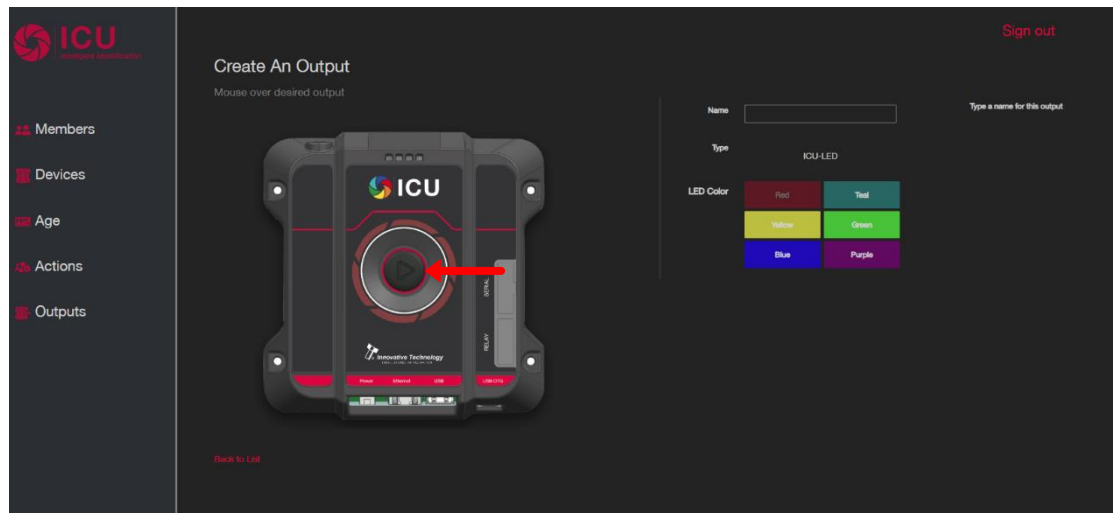 ICU
Intelligent Identification
Sign out
Create An Output
Mouse over desired output
Members
Devices
Age
Actions
Outputs
ICU
SERIAL
RELAY
Innovative Technology
Power
Ethernet
USB
USB OTG
Name
Type a name for this output
Type
ICU-LED
LED Color
Red
Teal
Yellow
Green
Blue
Purple
Back to List